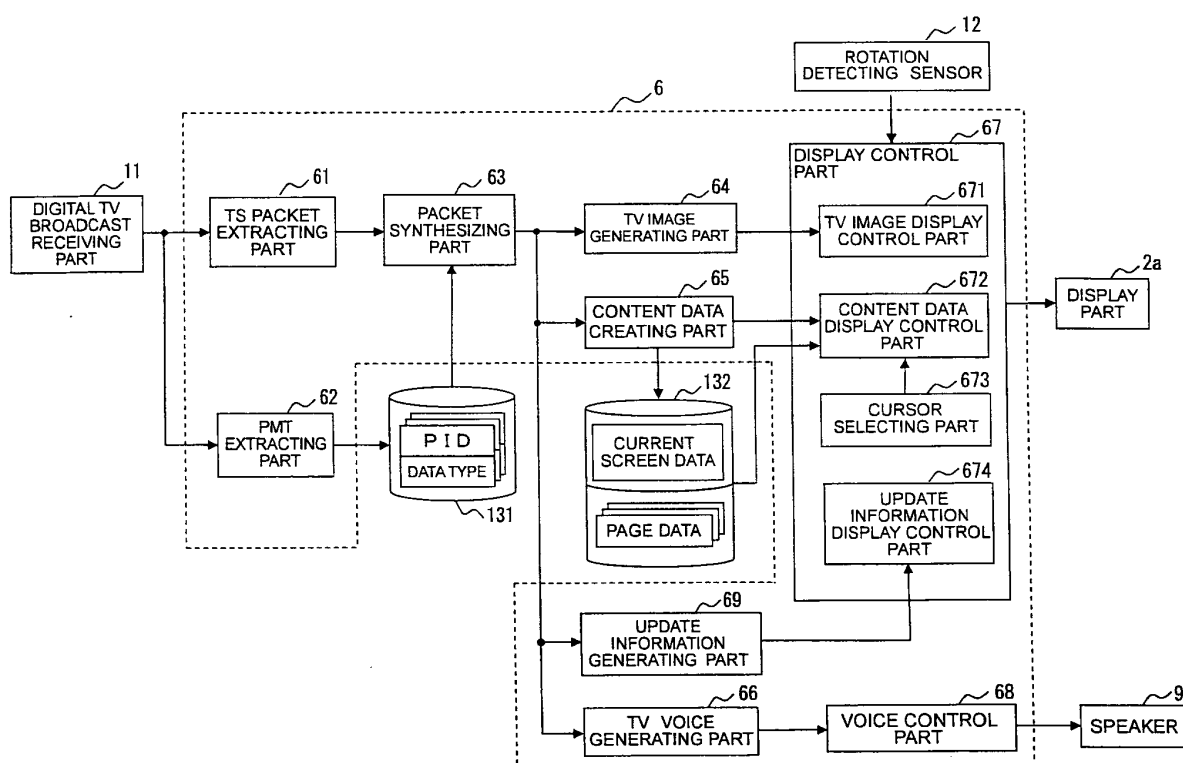 12
ROTATION
DETECTING SENSOR
6
67
DISPLAY CONTROL
PART
11
DIGITAL TV
BROADCAST
RECEIVING
PART
61
TS PACKET
EXTRACTING
PART
63
PACKET
SYNTHESIZING
PART
64
TV IMAGE
GENERATING PART
671
TV IMAGE DISPLAY
CONTROL PART
65
CONTENT DATA
CREATING PART
672
CONTENT DATA
DISPLAY CONTROL
PART
2a
DISPLAY
PART
62
PMT
EXTRACTING
PART
PID
DATA TYPE
131
132
CURRENT
SCREEN DATA
PAGE DATA
673
CURSOR
SELECTING PART
674
UPDATE
INFORMATION
DISPLAY CONTROL
PART
69
UPDATE
INFORMATION
GENERATING PART
66
TV VOICE
GENERATING PART
68
VOICE CONTROL
PART
9
SPEAKER